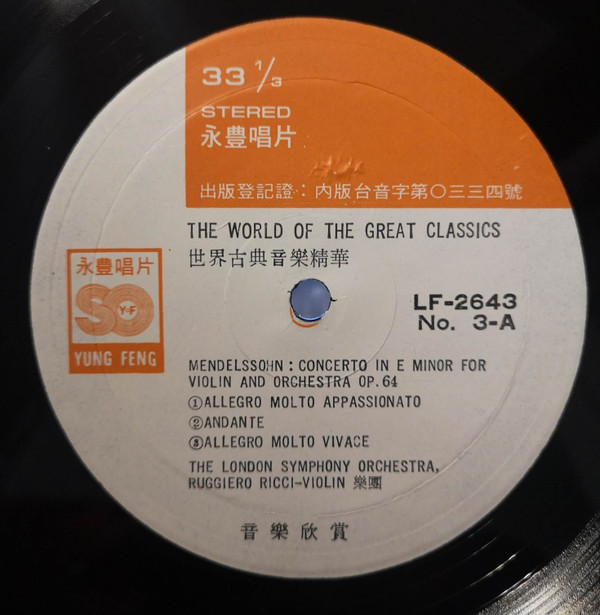 33 1/3
STEREO
永豐唱片
出版登記證：內版台音字第〇三三四號
THE WORLD OF THE GREAT CLASSICS
世界古典音樂精華
永豐唱片
SO
Y-F
YUNG FENG
LF-2643
No. 3-A
MENDELSSOHN : CONCERTO IN E MINOR FOR
VIOLIN AND ORCHESTRA OP.64
①ALLEGRO MOLTO APPASSIONATO
②ANDANTE
③ALLEGRO MOLTO VIVACE
THE LONDON SYMPHONY ORCHESTRA,
RUGGIERO RICCI-VIOLIN 樂團
音樂欣賞